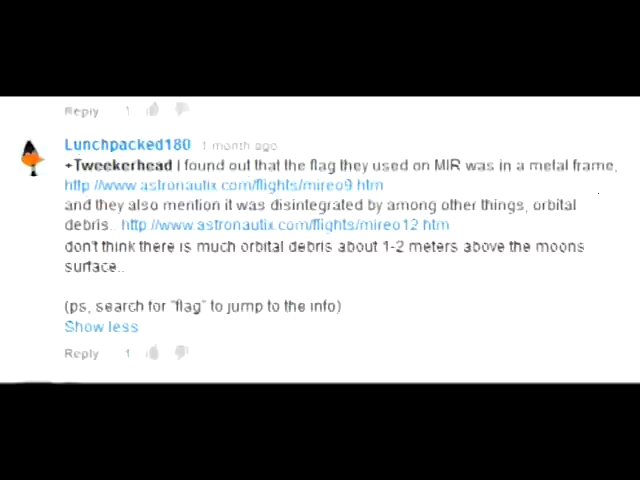 Reply 1
Lunchpacked180 1 month ago
+Tweekerhead I found out that the flag they used on MIR was in a metal frame,
http://www.astronautix.com/flights/mireo9.htm
and they also mention it was disintegrated by among other things, orbital
debris.. http://www.astronautix.com/flights/mireo12.htm
don't think there is much orbital debris about 1-2 meters above the moons
surface..
(ps, search for "flag" to jump to the info)
Show less
Reply 1